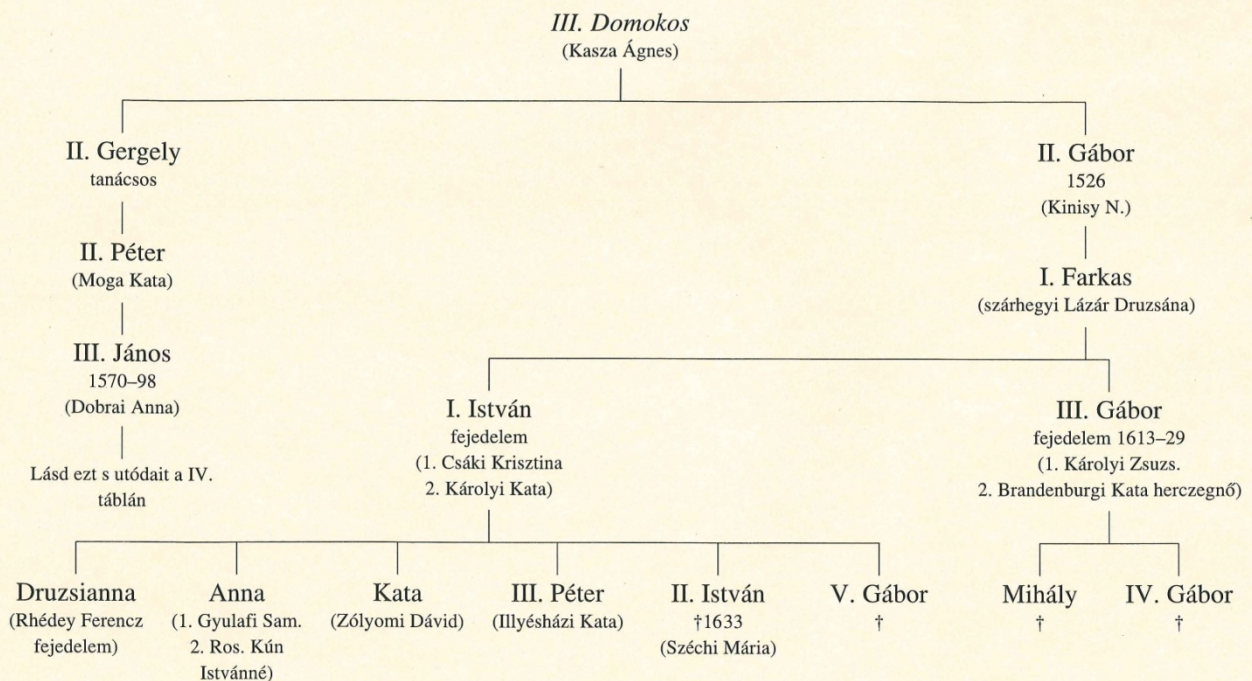 III. Domokos
(Kasza Ágnes)
II. Gergely
tanácsos
II. Gábor
1526
(Kinisy N.)
II. Péter
(Moga Kata)
I. Farkas
(szárhegyi Lázár Druzsána)
III. János
1570–98
(Dobrai Anna)
Lásd ezt s utódait a IV.
táblán
I. István
fejedelem
(1. Csáki Krisztina
2. Károlyi Kata)
III. Gábor
fejedelem 1613–29
(1. Károlyi Zsuzs.
2. Brandenburgi Kata herczegnő)
Druzsianna
(Rhédey Ferencz
fejedelem)
Anna
(1. Gyulafi Sam.
2. Ros. Kún
Istvánné)
Kata
(Zólyomi Dávid)
III. Péter
(Illyésházi Kata)
II. István
†1633
(Széchi Mária)
V. Gábor
†
Mihály
†
IV. Gábor
†